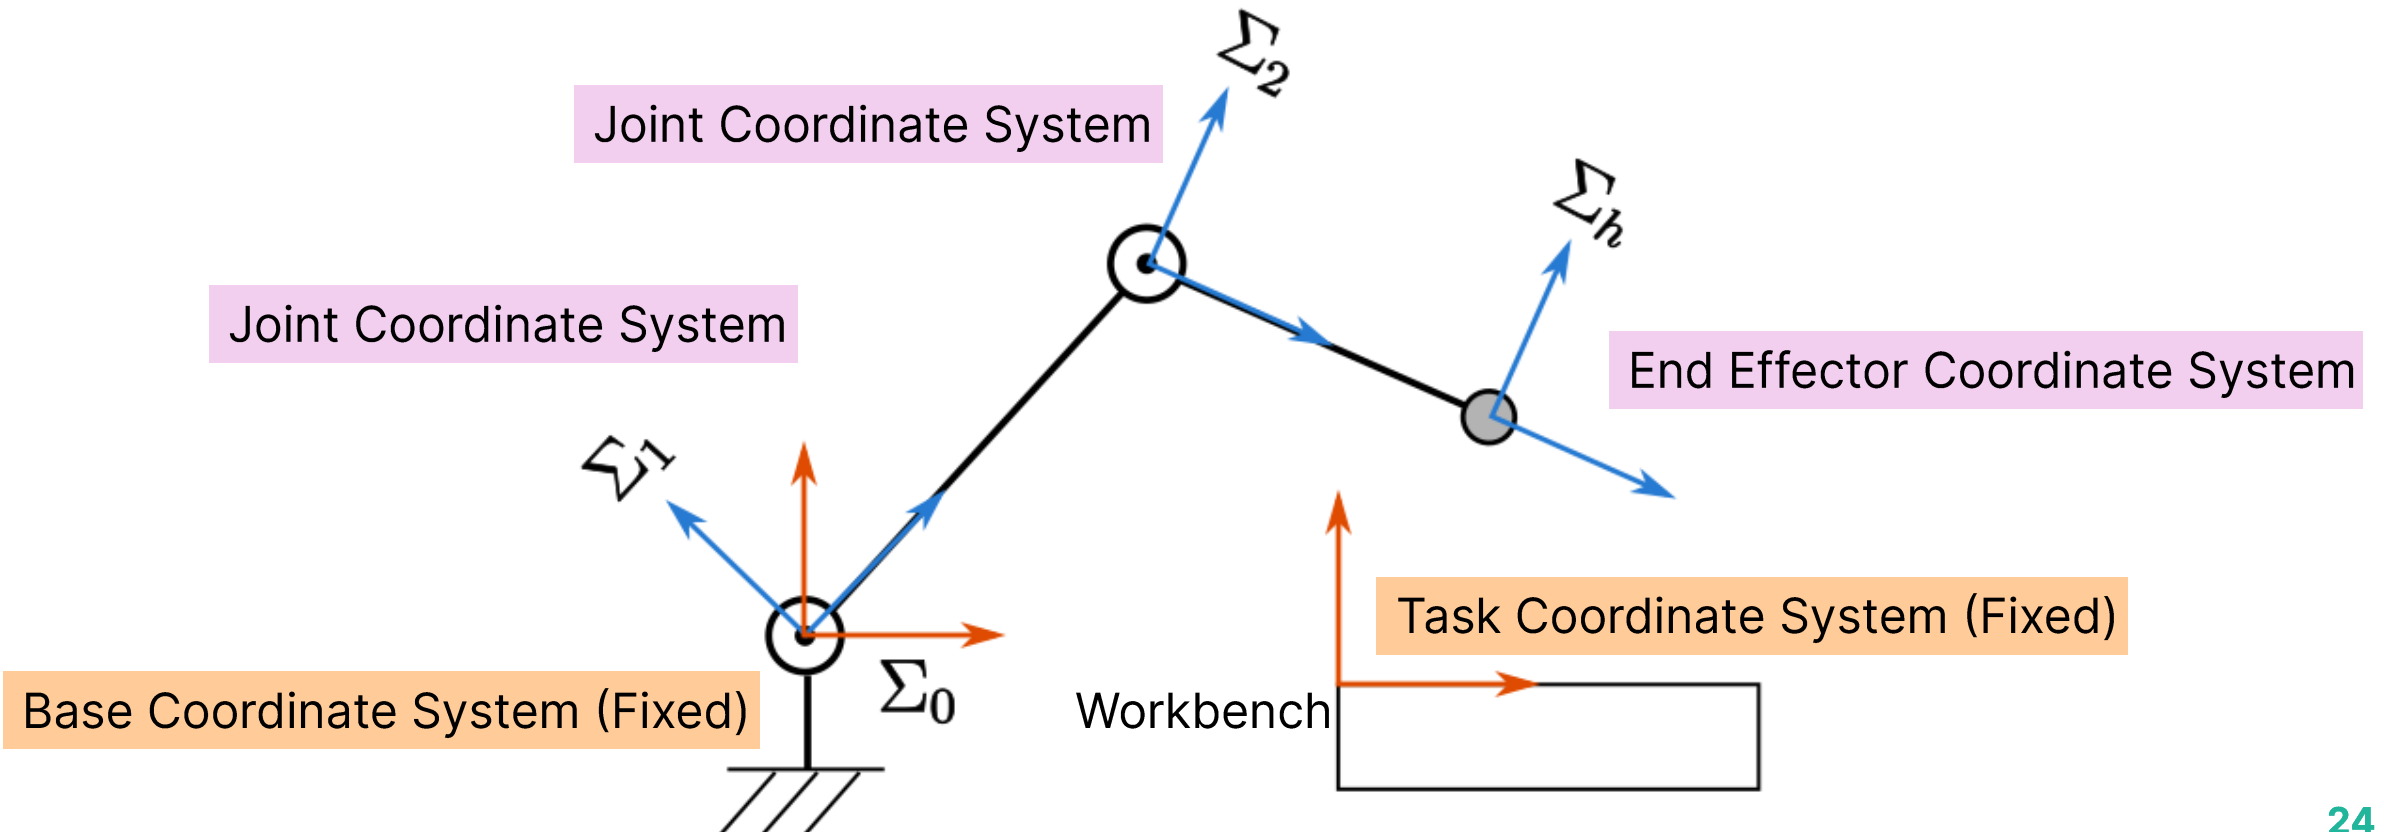 Σ2
Joint Coordinate System
Σh
Joint Coordinate System
End Effector Coordinate System
Σ1
Task Coordinate System (Fixed)
Σ0
Base Coordinate System (Fixed)
Workbench
24